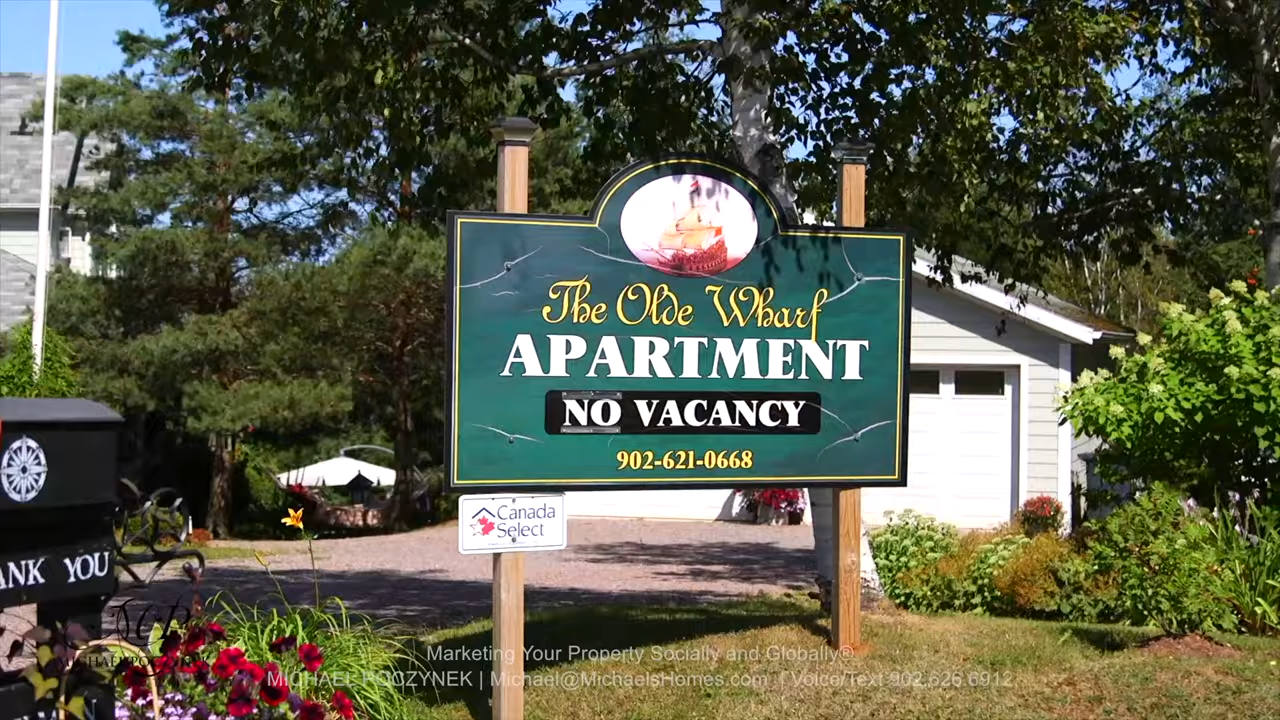 The Olde Wharf
APARTMENT
NO VACANCY
902-621-0668
Canada
Select
YOU
Marketing Your Property Socially and Globally®
MICHAEL POCZYNEK | Michael@MichaelsHomes.com | Voice/Text 902.626.6912